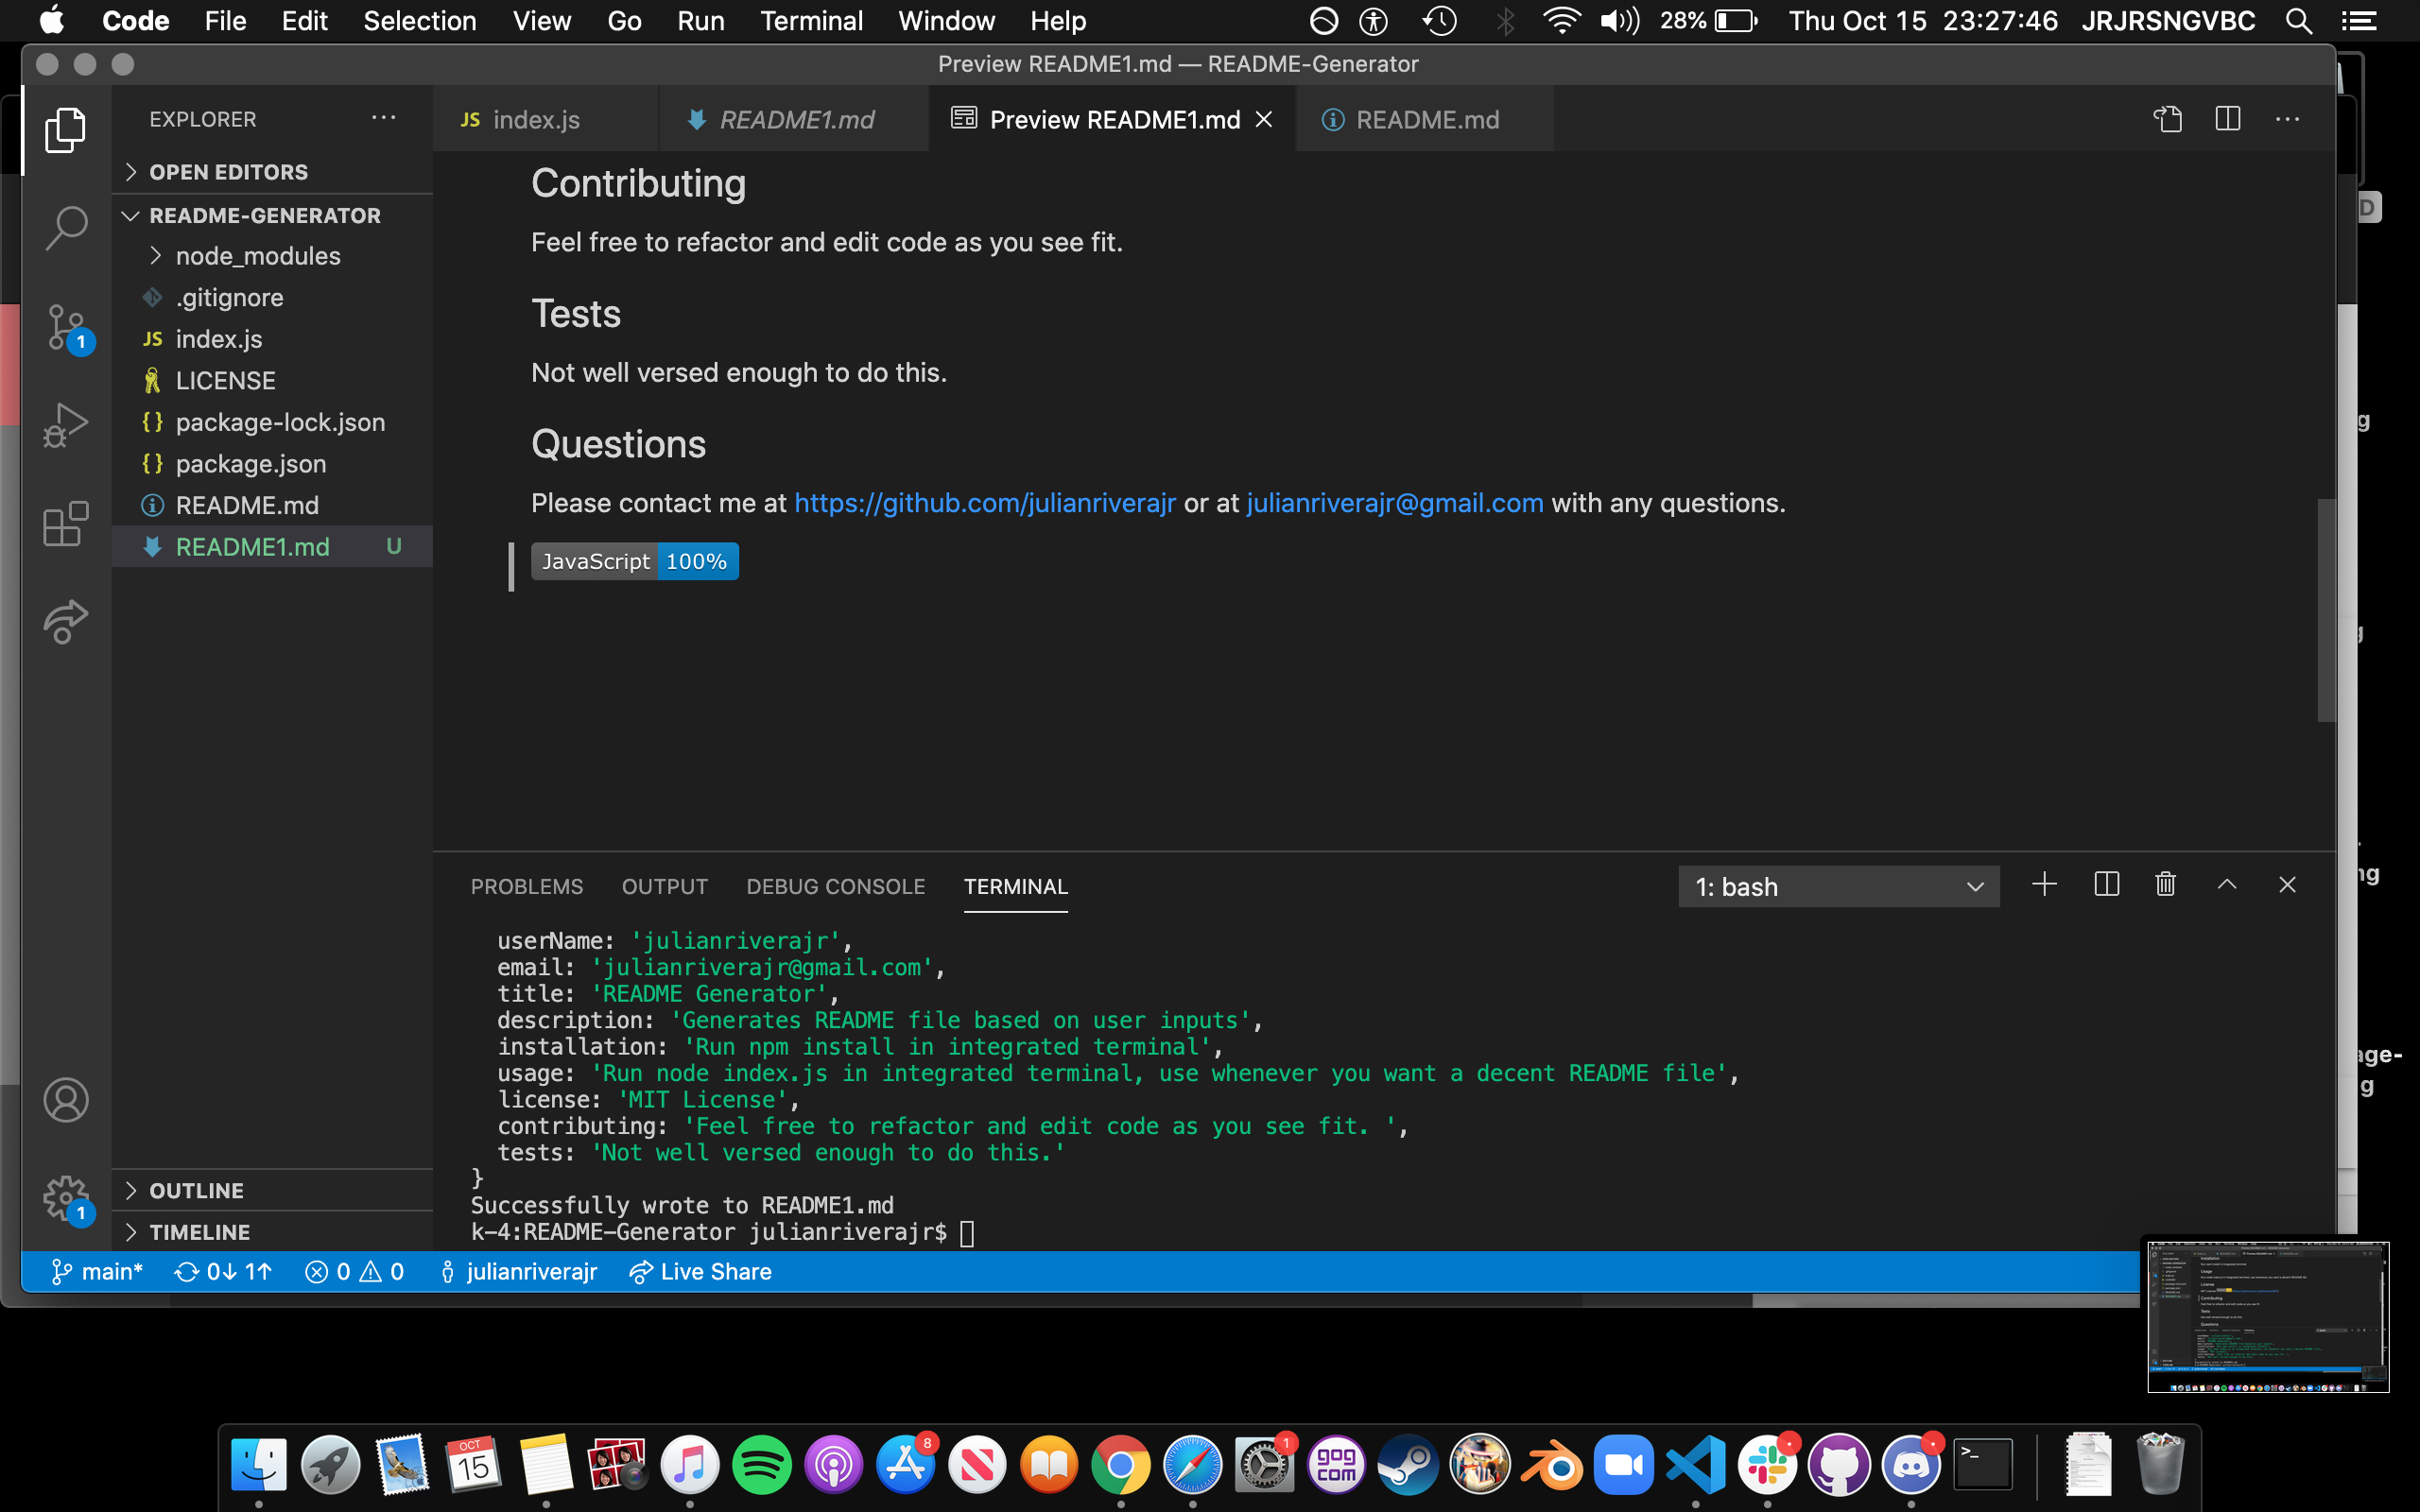 Code File Edit Selection View Go Run Terminal Window Help 28% Thu Oct 15 23:27:46 JRJRSNGVBC
Preview README1.md — README-Generator
EXPLORER
OPEN EDITORS
README-GENERATOR
node_modules
.gitignore
JS index.js
LICENSE
{} package-lock.json
{} package.json
README.md
README1.md U
OUTLINE
TIMELINE
1
1
JS index.js README1.md Preview README1.md README.md
Contributing
Feel free to refactor and edit code as you see fit.
Tests
Not well versed enough to do this.
Questions
Please contact me at https://github.com/julianriverajr or at julianriverajr@gmail.com with any questions.
JavaScript 100%
PROBLEMS OUTPUT DEBUG CONSOLE TERMINAL 1: bash
userName: 'julianriverajr',
email: 'julianriverajr@gmail.com',
title: 'README Generator',
description: 'Generates README file based on user inputs',
installation: 'Run npm install in integrated terminal',
usage: 'Run node index.js in integrated terminal, use whenever you want a decent README file',
license: 'MIT License',
contributing: 'Feel free to refactor and edit code as you see fit. ',
tests: 'Not well versed enough to do this.'
}
Successfully wrote to README1.md
k-4:README-Generator julianriverajr$
main* 0↓ 1↑ 0 0 julianriverajr Live Share
D
g
ng
age-
g
OCT
15
8
1
GOG
COM
>_